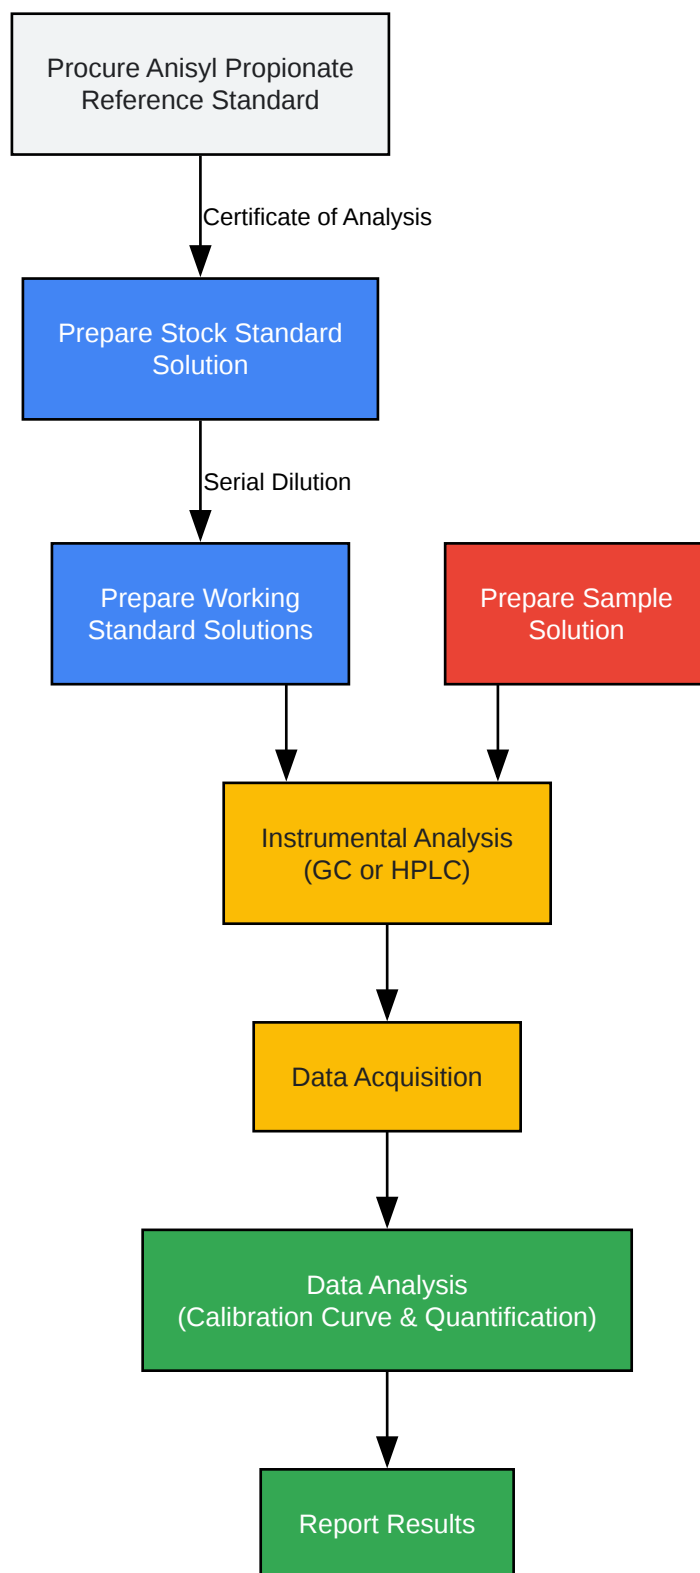 Procure Anisyl Propionate
Reference Standard
Certificate of Analysis
Prepare Stock Standard
Solution
Serial Dilution
Prepare Working
Standard Solutions
Prepare Sample
Solution
Instrumental Analysis
(GC or HPLC)
Data Acquisition
Data Analysis
(Calibration Curve & Quantification)
Report Results